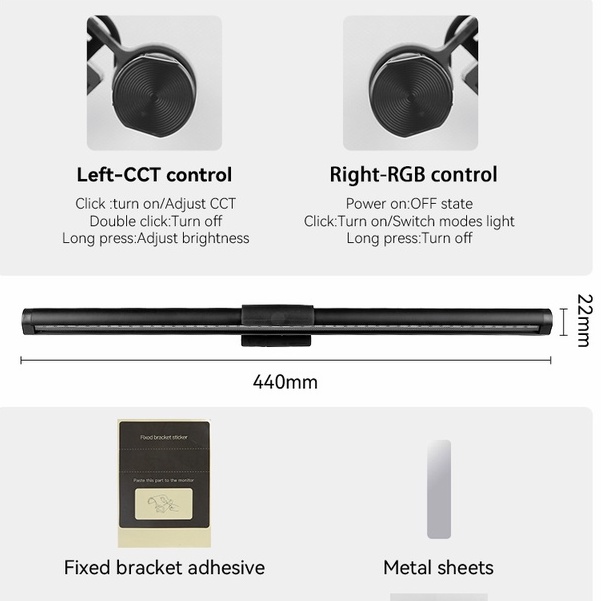 Left-CCT control
Click :turn on/Adjust CCT
Double click:Turn off
Long press:Adjust brightness
Right-RGB control
Power on:OFF state
Click:Turn on/Switch modes light
Long press:Turn off
22mm
440mm
Fixed bracket sticker
Paste this part to the monitor
Fixed bracket adhesive
Metal sheets